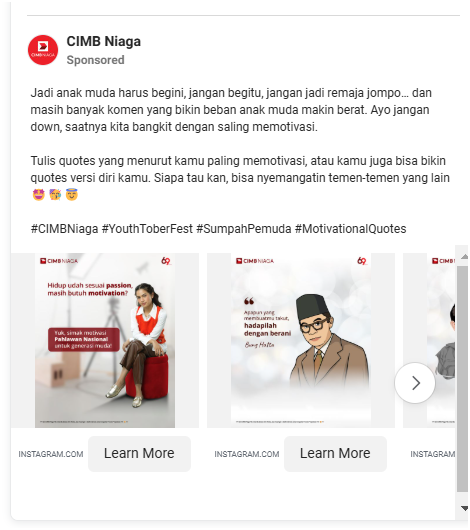 CIMB Niaga
Sponsored
Jadi anak muda harus begini, jangan begitu, jangan jadi remaja jompo... dan
masih banyak komen yang bikin beban anak muda makin berat. Ayo jangan
down, saatnya kita bangkit dengan saling memotivasi.
Tulis quotes yang menurut kamu paling memotivasi, atau kamu juga bisa bikin
quotes versi diri kamu. Siapa tau kan, bisa nyemangatin temen-temen yang lain
🤩 🥳 😇
#CIMBNiaga #YouthToberFest #SumpahPemuda #MotivationalQuotes
CIMB NIAGA
Hidup udah sesuai passion,
masih butuh motivation?
Yuk, simak motivasi
Pahlawan Nasional
untuk generasi muda!
CIMB NIAGA
Apapun yang
membuatmu takut,
hadapilah
dengan berani
Bung Hatta
CIMB NIAGA
INSTAGRAM.COM Learn More
INSTAGRAM.COM Learn More
INSTAGRAM